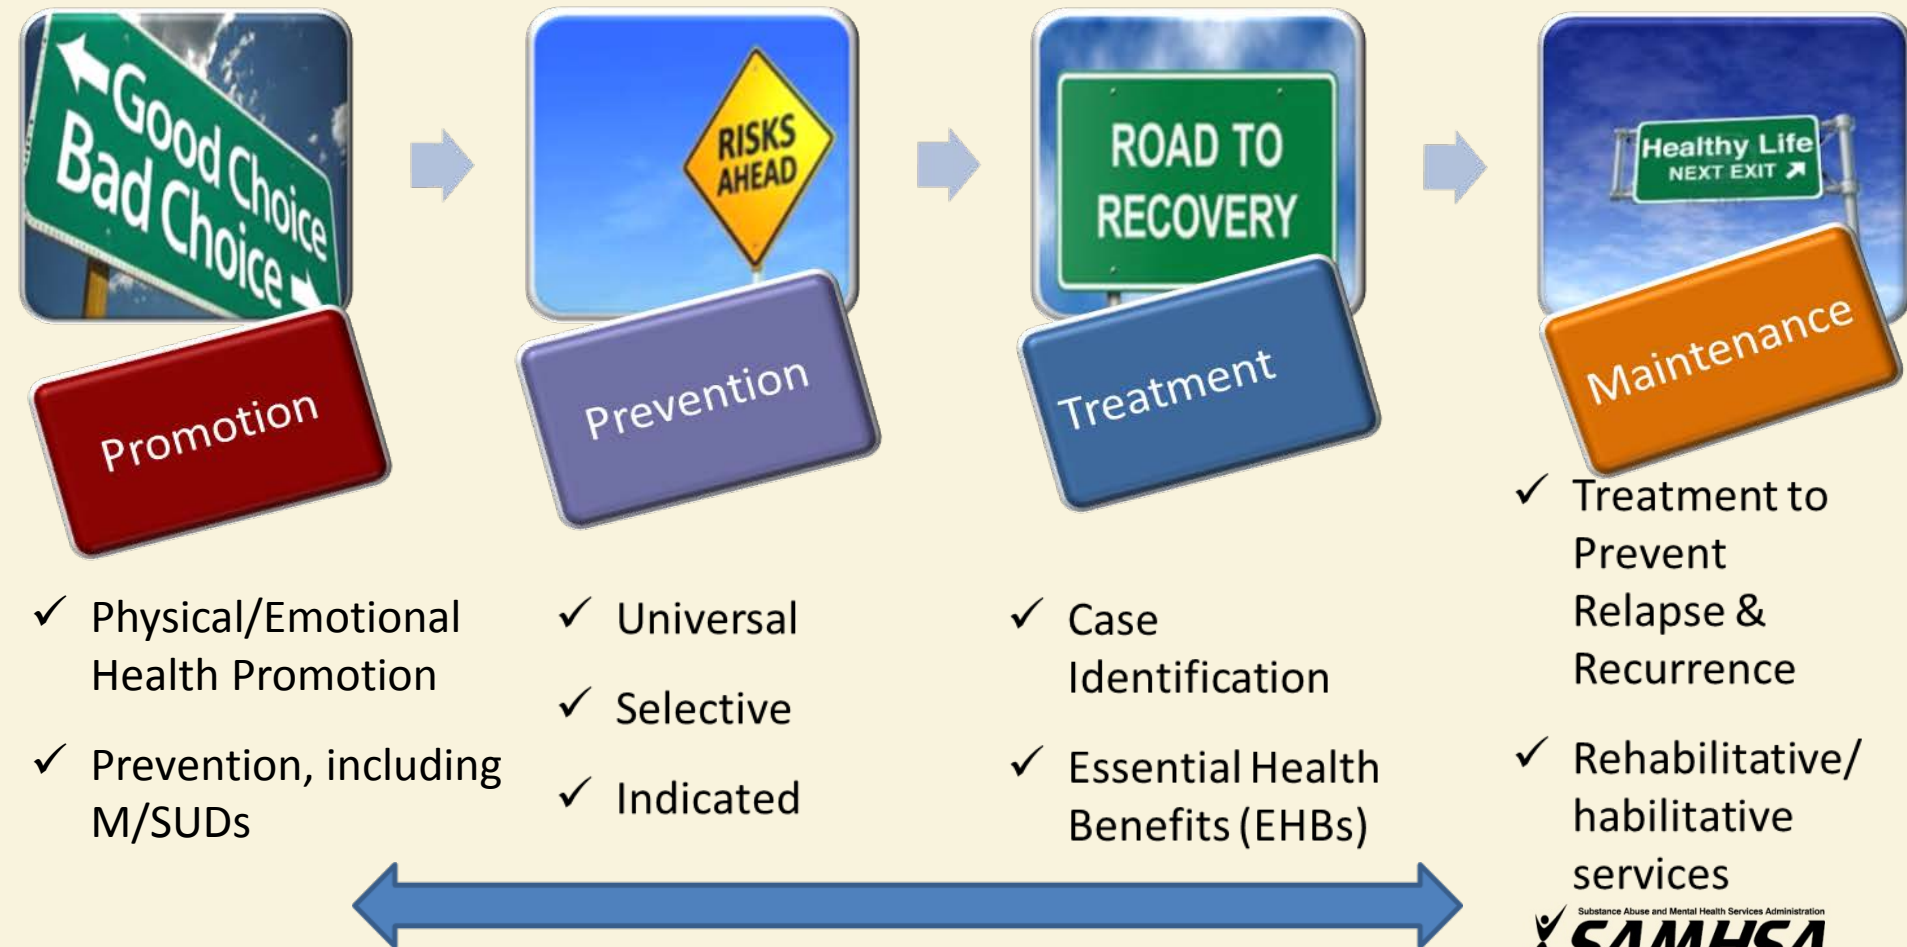 Good Choice
Bad Choice
RISKS
AHEAD
ROAD TO
RECOVERY
Healthy Life
NEXT EXIT
Promotion
Prevention
Treatment
Maintenance
✓ Physical/Emotional
Health Promotion
✓ Prevention, including
M/SUDs
✓ Universal
✓ Selective
✓ Indicated
✓ Case
Identification
✓ Essential Health
Benefits (EHBs)
✓ Treatment to
Prevent
Relapse &
Recurrence
✓ Rehabilitative/
habilitative
services
Substance Abuse and Mental Health Services Administration
SAMHSA